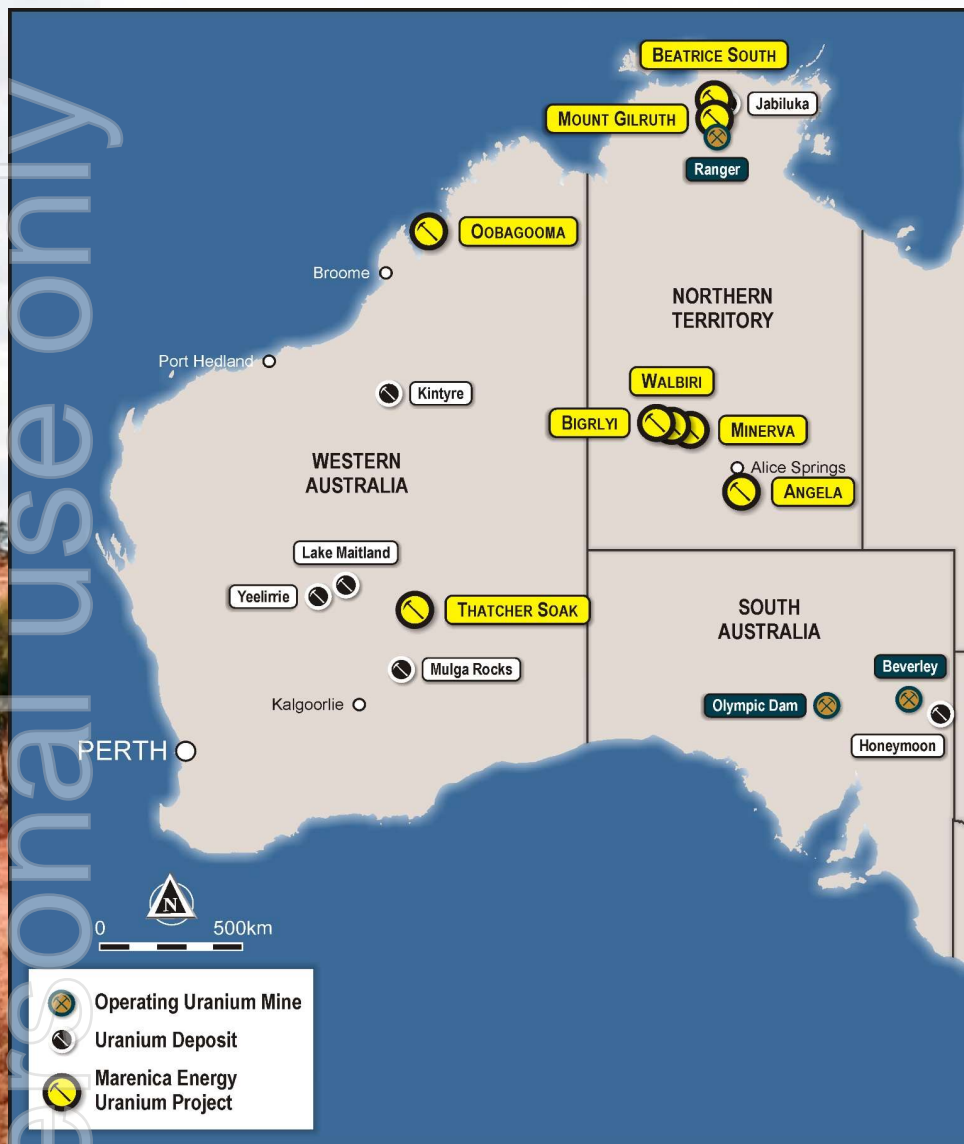 BEATRICE SOUTH
Jabiluka
MOUNT GILRUTH
Ranger
OOBAGOOMA
Broome
NORTHERN
TERRITORY
Port Hedland
Kintyre
WALBIRI
BIGRLYI
MINERVA
WESTERN
AUSTRALIA
Alice Springs
ANGELA
Lake Maitland
Yeelirrie
THATCHER SOAK
SOUTH
AUSTRALIA
Mulga Rocks
Beverley
Kalgoorlie
Olympic Dam
Honeymoon
PERTH
N
0 500km
Operating Uranium Mine
Uranium Deposit
Marenica Energy
Uranium Project
ersonal use only